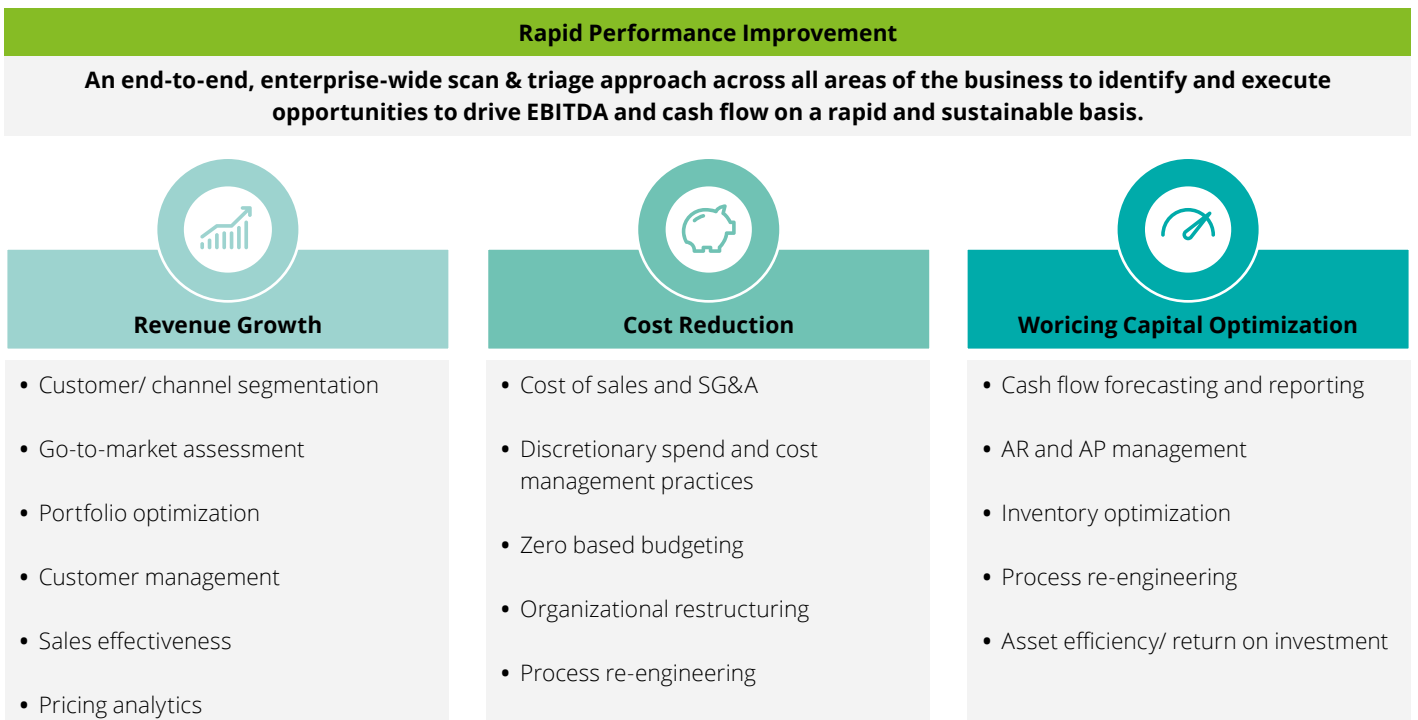 Rapid Performance Improvement
An end-to-end, enterprise-wide scan & triage approach across all areas of the business to identify and execute
opportunities to drive EBITDA and cash flow on a rapid and sustainable basis.
Revenue Growth
• Customer/ channel segmentation
• Go-to-market assessment
• Portfolio optimization
• Customer management
• Sales effectiveness
• Pricing analytics
Cost Reduction
• Cost of sales and SG&A
• Discretionary spend and cost
management practices
• Zero based budgeting
• Organizational restructuring
• Process re-engineering
Woricing Capital Optimization
• Cash flow forecasting and reporting
• AR and AP management
• Inventory optimization
• Process re-engineering
• Asset efficiency/ return on investment